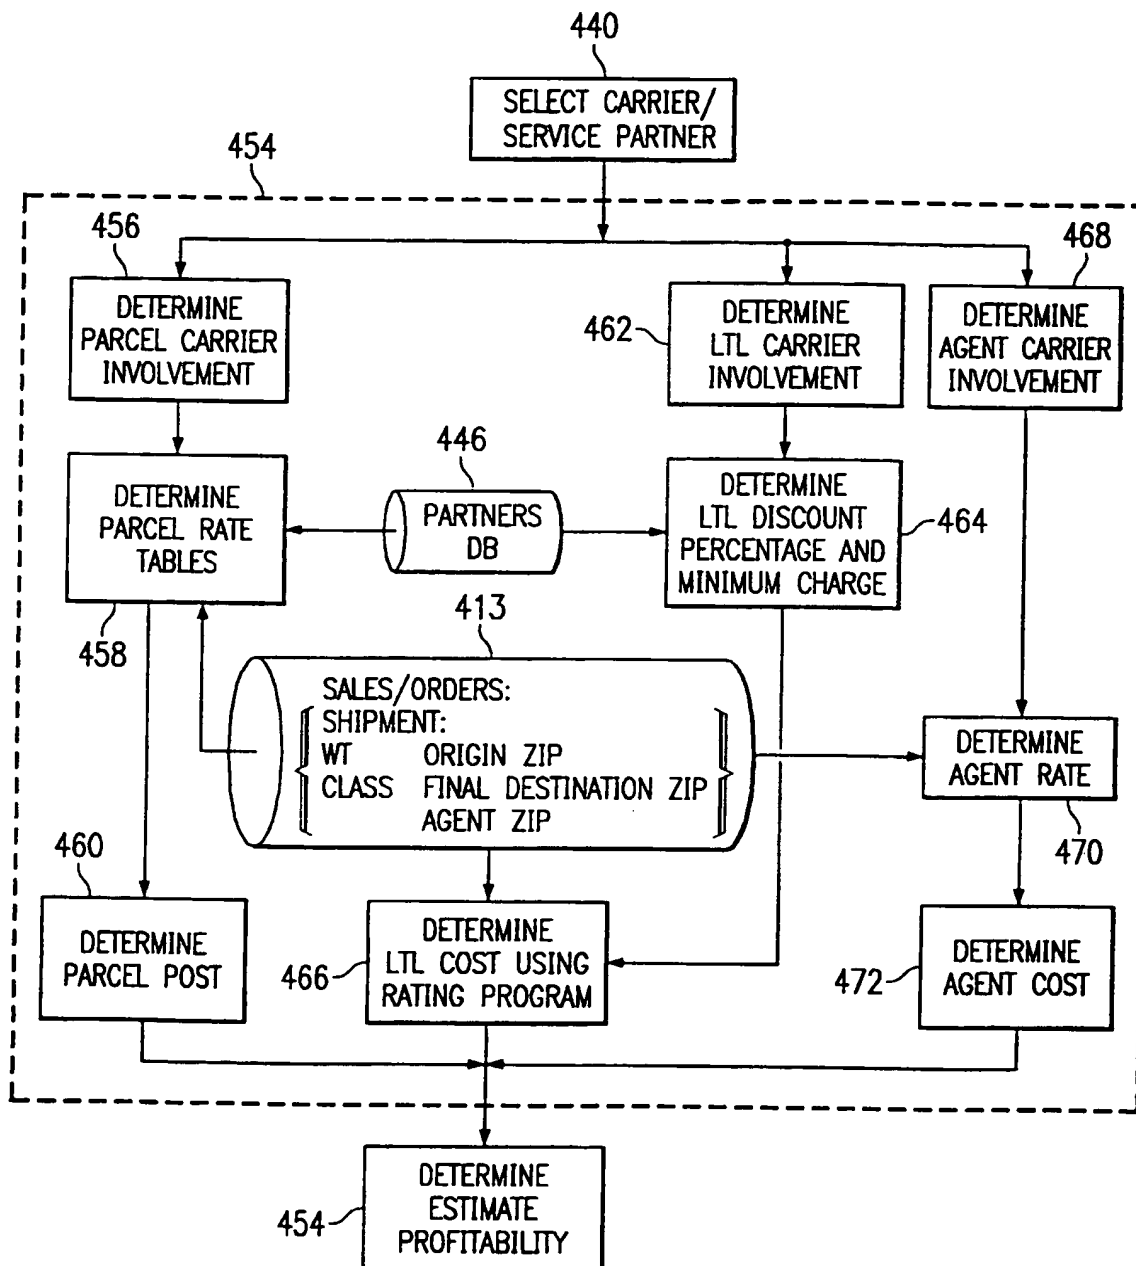 440
SELECT CARRIER/
SERVICE PARTNER
454
456
DETERMINE
PARCEL CARRIER
INVOLVEMENT
462
DETERMINE
LTL CARRIER
INVOLVEMENT
468
DETERMINE
AGENT CARRIER
INVOLVEMENT
DETERMINE
PARCEL RATE
TABLES
458
446
PARTNERS
DB
DETERMINE
LTL DISCOUNT
PERCENTAGE AND
MINIMUM CHARGE
464
413
SALES/ORDERS:
SHIPMENT:
WT ORIGIN ZIP
CLASS FINAL DESTINATION ZIP
AGENT ZIP
DETERMINE
AGENT RATE
470
460
DETERMINE
PARCEL POST
466
DETERMINE
LTL COST USING
RATING PROGRAM
472
DETERMINE
AGENT COST
454
DETERMINE
ESTIMATE
PROFITABILITY